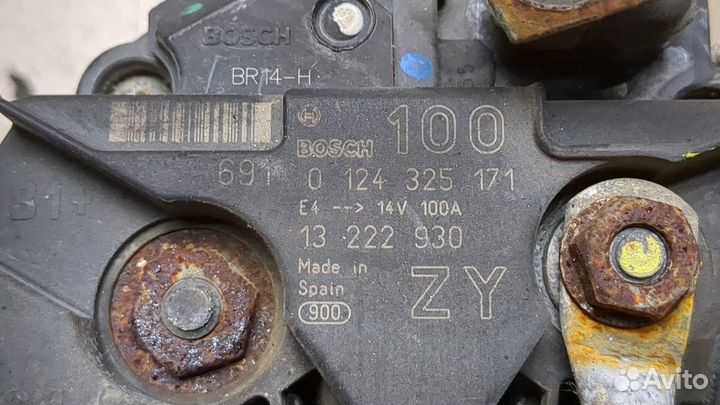 BOSCH
BR14-H
BOSCH 100
691 0 124 325 171
E4 --> 14V 100A
13 222 930
Made in
Spain
ZY
900
B1+
Avito